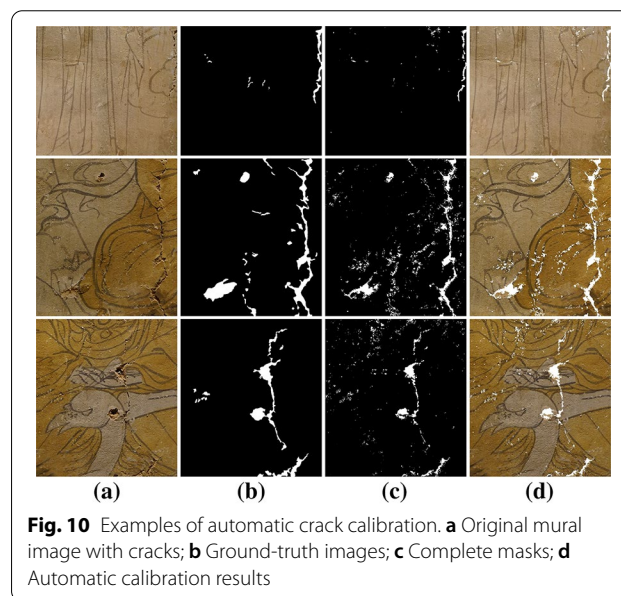 (a) (b) (c) (d)
Fig. 10 Examples of automatic crack calibration. a Original mural
image with cracks; b Ground-truth images; c Complete masks; d
Automatic calibration results